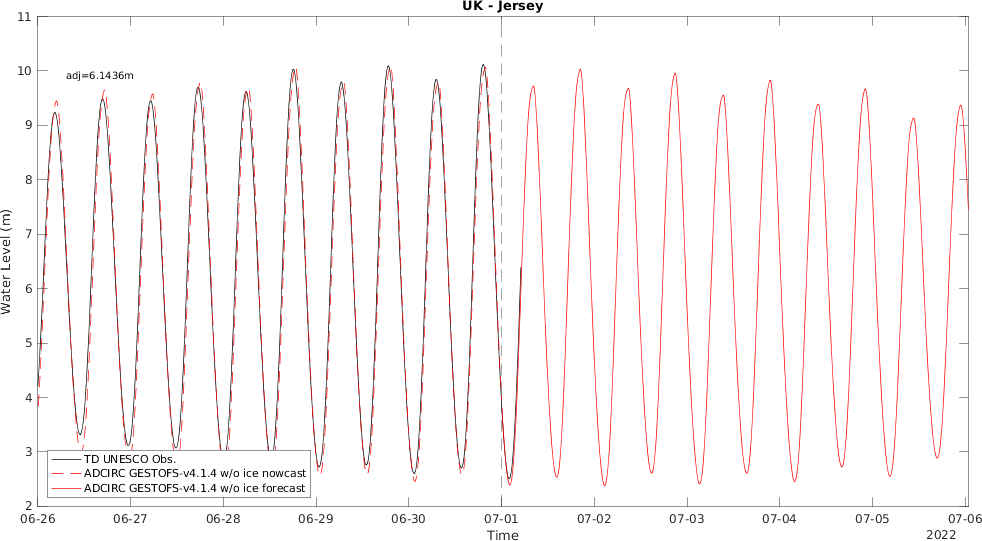 UK - Jersey
11
10
9
8
7
6
5
4
3
2
adj=6.1436m
Water Level (m)
TD UNESCO Obs.
ADCIRC GESTOFS-v4.1.4 w/o ice nowcast
ADCIRC GESTOFS-v4.1.4 w/o ice forecast
06-26 06-27 06-28 06-29 06-30 07-01 07-02 07-03 07-04 07-05 07-06
Time
2022